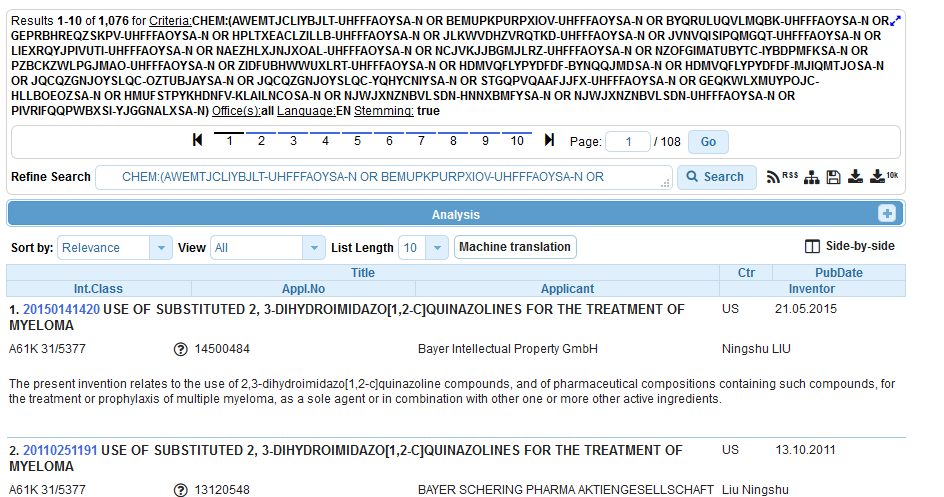 Results 1-10 of 1,076 for Criteria:CHEM:(AWEMTJCLIYBJLT-UHFFFAOYSA-N OR BEMUPKPURPXIOV-UHFFFAOYSA-N OR BYQRULUQVLMQBK-UHFFFAOYSA-N OR
GEPRBHREQZSKPV-UHFFFAOYSA-N OR HPLTXEACLZILLB-UHFFFAOYSA-N OR JLKWVDHZVRQTKD-UHFFFAOYSA-N OR JVNVQISIPQMGQT-UHFFFAOYSA-N OR
LIEXRQYJPIVUTI-UHFFFAOYSA-N OR NAEZHLXJNJXOAL-UHFFFAOYSA-N OR NCJVKJJBGMJLRZ-UHFFFAOYSA-N OR NZOFGIMATUBYTC-IYBDPMFKSA-N OR
PZBCKZWLPGJMAO-UHFFFAOYSA-N OR ZIDFUBHWWUXLRT-UHFFFAOYSA-N OR HDMVQFLYPYDFDF-BYNQQJMDSA-N OR HDMVQFLYPYDFDF-MJIQMTJOSA-N
OR JQCQZGNJOYSLQC-OZTUBJAYSA-N OR JQCQZGNJOYSLQC-YQHYCNIYSA-N OR STGQPVQAAFJJFX-UHFFFAOYSA-N OR GEQKWLXMUYPOJC-
HLLBOEOZSA-N OR HMUFSTPYKHDNFV-KLAILNCOSA-N OR NJWJXNZNBVLSDN-HNNXBMFYSA-N OR NJWJXNZNBVLSDN-UHFFFAOYSA-N OR
PIVRIFQQPWBXSI-YJGGNALXSA-N) Office(s):all Language:EN Stemming: true
1 2 3 4 5 6 7 8 9 10 Page: 1 / 108 Go
Refine Search CHEM:(AWEMTJCLIYBJLT-UHFFFAOYSA-N OR BEMUPKPURPXIOV-UHFFFAOYSA-N OR Search RSS 10k
Analysis
Sort by: Relevance View All List Length 10 Machine translation Side-by-side
Title Ctr PubDate
Int.Class Appl.No Applicant Inventor
1. 20150141420 USE OF SUBSTITUTED 2, 3-DIHYDROIMIDAZO[1,2-C]QUINAZOLINES FOR THE TREATMENT OF US 21.05.2015
MYELOMA
A61K 31/5377 14500484 Bayer Intellectual Property GmbH Ningshu LIU
The present invention relates to the use of 2,3-dihydroimidazo[1,2-c]quinazoline compounds, and of pharmaceutical compositions containing such compounds, for
the treatment or prophylaxis of multiple myeloma, as a sole agent or in combination with other one or more other active ingredients.
2. 20110251191 USE OF SUBSTITUTED 2, 3-DIHYDROIMIDAZO[1,2-C]QUINAZOLINES FOR THE TREATMENT OF US 13.10.2011
MYELOMA
A61K 31/5377 13120548 BAYER SCHERING PHARMA AKTIENGESELLSCHAFT Liu Ningshu